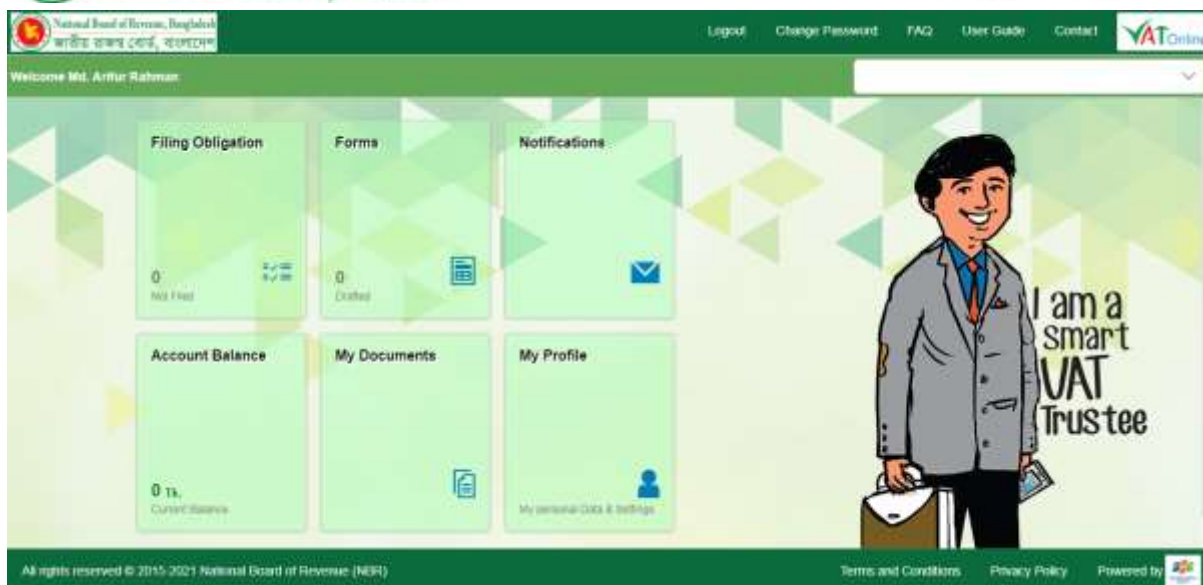 National Board of Revenue, Bangladesh
জাতীয় রাজস্ব বোর্ড, বাংলাদেশ
Logout Change Password FAQ User Guide Contact
VAT Online
Welcome Md. Arifur Rahman
Filing Obligation Forms Notifications
0 0
Not Filed Drafted
I am a
smart
VAT
Trustee
Account Balance My Documents My Profile
0 Tk.
Current Balance My personal Data & Settings
All rights reserved © 2015-2021 National Board of Revenue (NBR) Terms and Conditions Privacy Policy Powered by